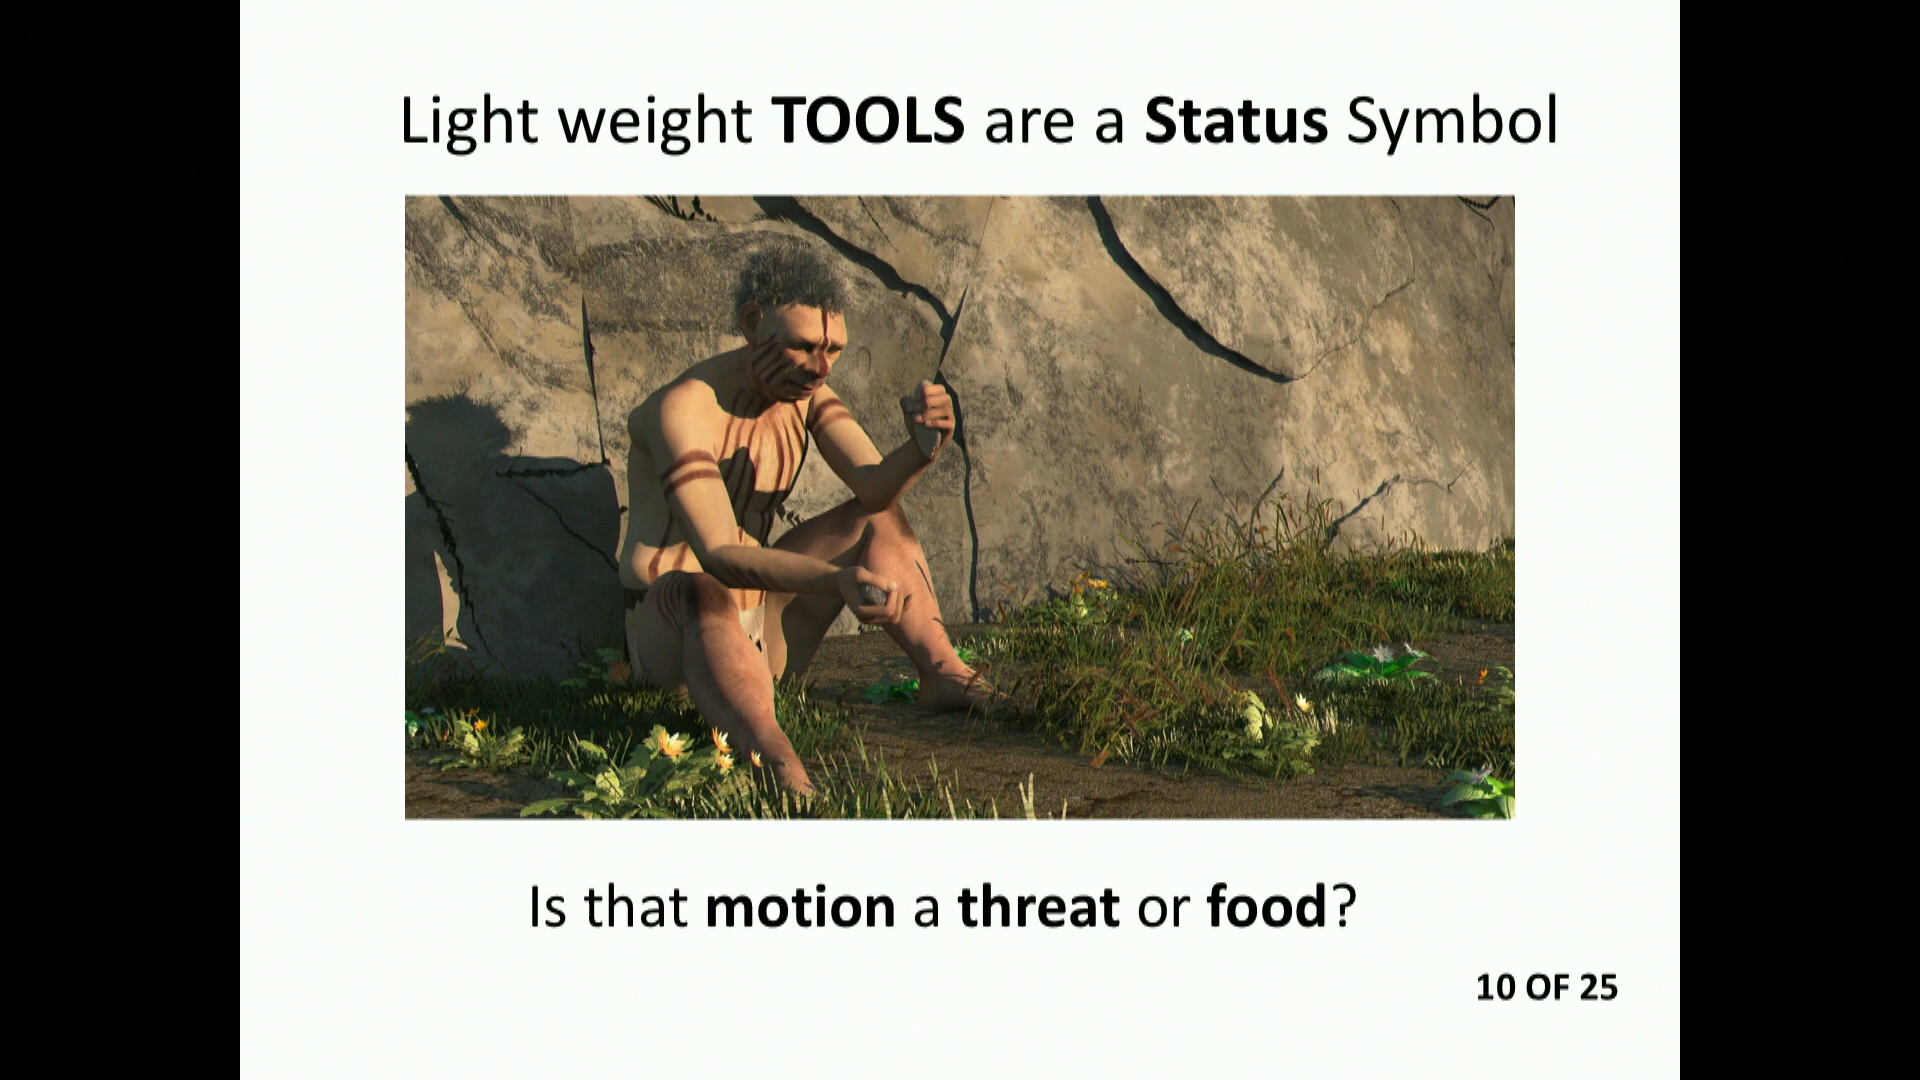 Light weight TOOLS are a Status Symbol
Is that motion a threat or food?
10 OF 25